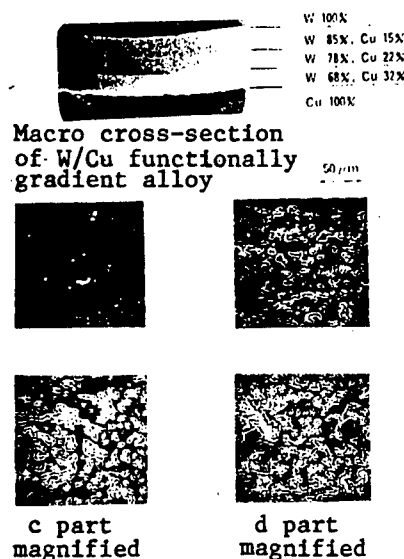 W 100%
W 85%, Cu 15%
W 78%, Cu 22%
W 68%, Cu 32%
Cu 100%
Macro cross-section
of W/Cu functionally
gradient alloy
50 μm
c part
magnified
d part
magnified